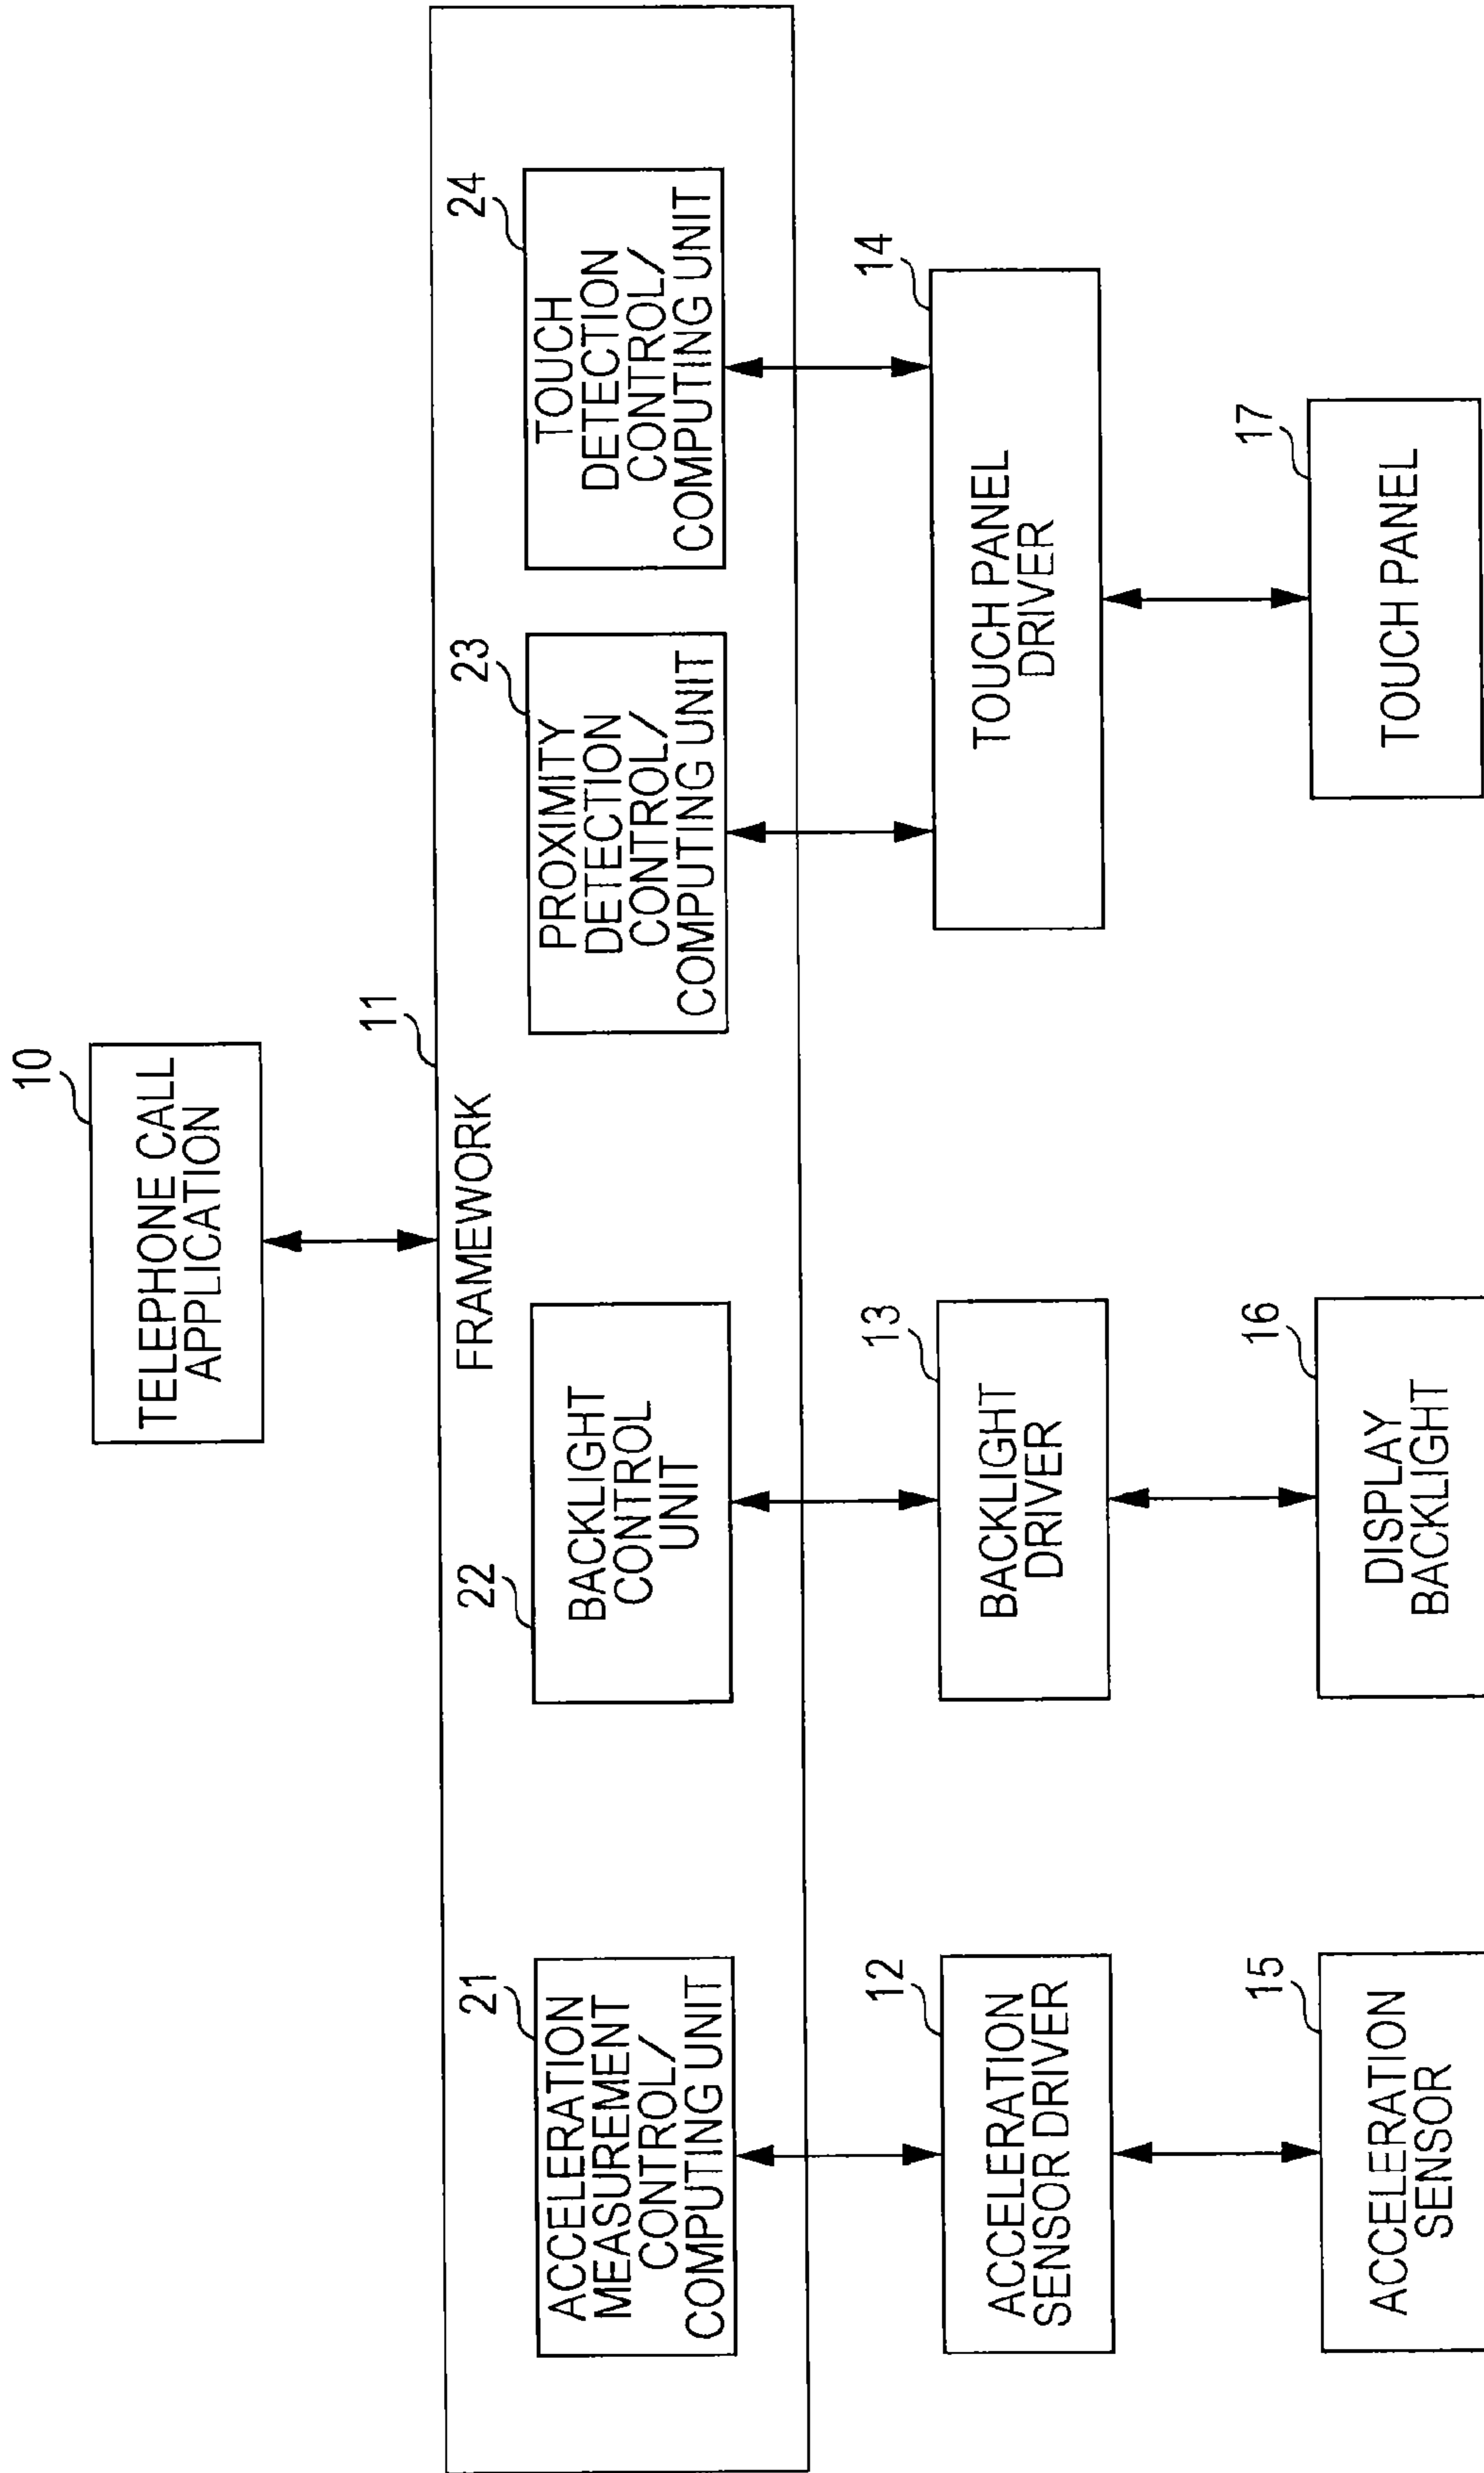 10
TELEPHONE CALL
APPLICATION
11
FRAMEWORK
21
ACCELERATION
MEASUREMENT
CONTROL/
COMPUTING UNIT
22
BACKLIGHT
CONTROL
UNIT
23
PROXIMITY
DETECTION
CONTROL/
COMPUTING UNIT
24
TOUCH
DETECTION
CONTROL/
COMPUTING UNIT
12
ACCELERATION
SENSOR DRIVER
13
BACKLIGHT
DRIVER
14
TOUCH PANEL
DRIVER
15
ACCELERATION
SENSOR
16
DISPLAY
BACKLIGHT
17
TOUCH PANEL